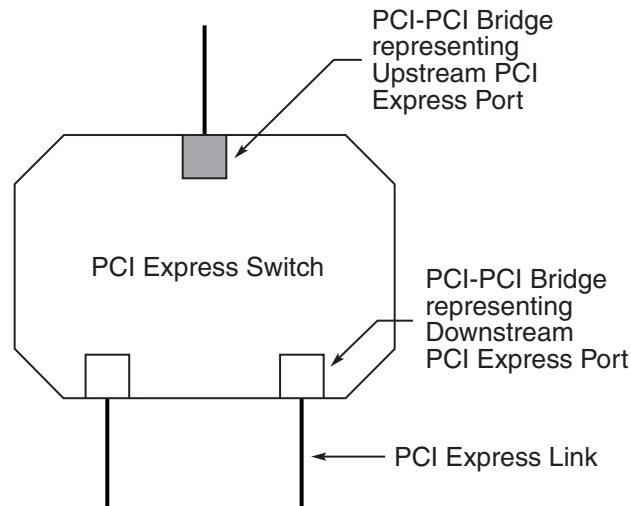 PCI-PCI Bridge
representing
Upstream PCI
Express Port
PCI Express Switch
PCI-PCI Bridge
representing
Downstream
PCI Express Port
PCI Express Link